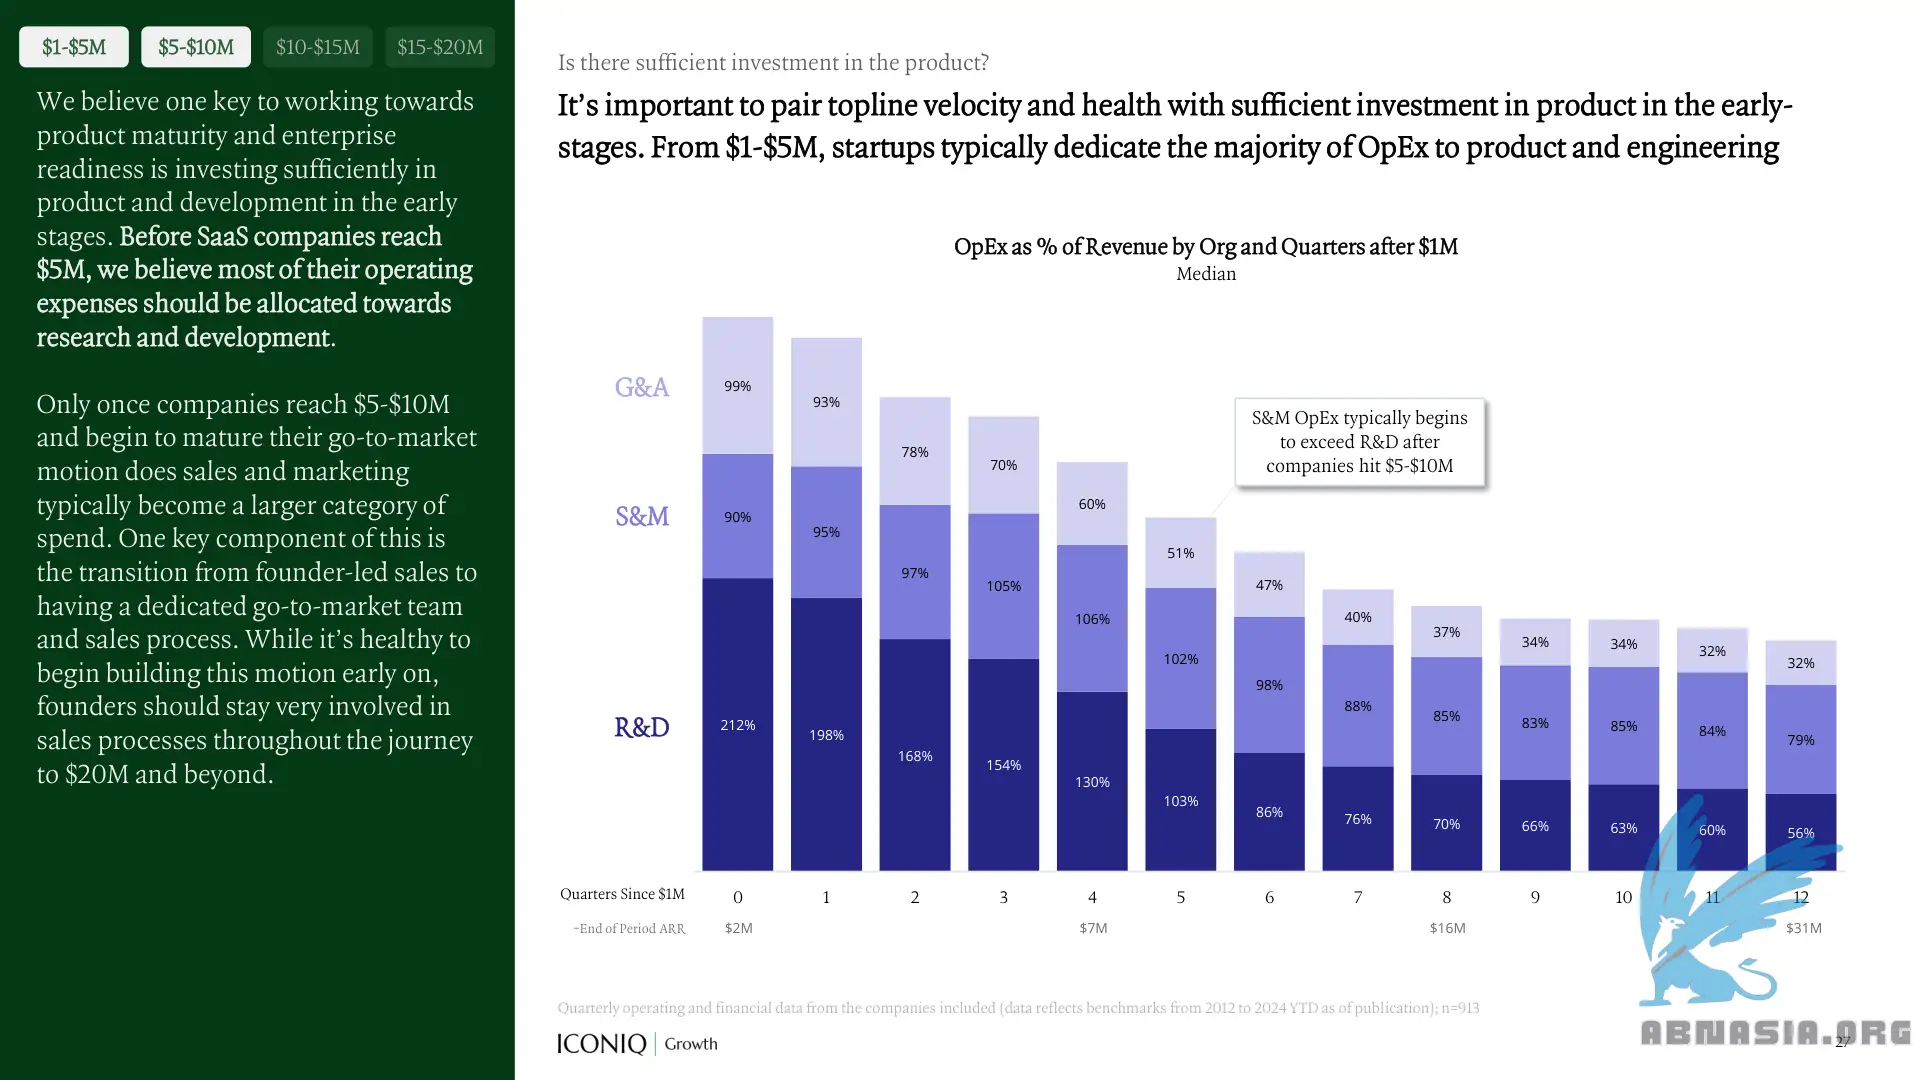 $1-$5M
$5-$10M
$10-$15M
$15-$20M
We believe one key to working towards
product maturity and enterprise
readiness is investing sufficiently in
product and development in the early
stages. Before SaaS companies reach
$5M, we believe most of their operating
expenses should be allocated towards
research and development.
Only once companies reach $5-$10M
and begin to mature their go-to-market
motion does sales and marketing
typically become a larger category of
spend. One key component of this is
the transition from founder-led sales to
having a dedicated go-to-market team
and sales process. While it’s healthy to
begin building this motion early on,
founders should stay very involved in
sales processes throughout the journey
to $20M and beyond.
Is there sufficient investment in the product?
It’s important to pair topline velocity and health with sufficient investment in product in the early-
stages. From $1-$5M, startups typically dedicate the majority of OpEx to product and engineering
OpEx as % of Revenue by Org and Quarters after $1M
Median
G&A
99% 93% 78% 70% 60% 51% 47% 40% 37% 34% 34% 32% 32%
S&M
90% 95% 97% 105% 106% 102% 98% 88% 85% 83% 85% 84% 79%
R&D
212% 198% 168% 154% 130% 103% 86% 76% 70% 66% 63% 60% 56%
S&M OpEx typically begins
to exceed R&D after
companies hit $5-$10M
Quarters Since $1M 0 1 2 3 4 5 6 7 8 9 10 11 12
~End of Period ARR $2M $7M $16M $31M
Quarterly operating and financial data from the companies included (data reflects benchmarks from 2012 to 2024 YTD as of publication); n=913
ICONIQ | Growth
ABNASIA.ORG
27